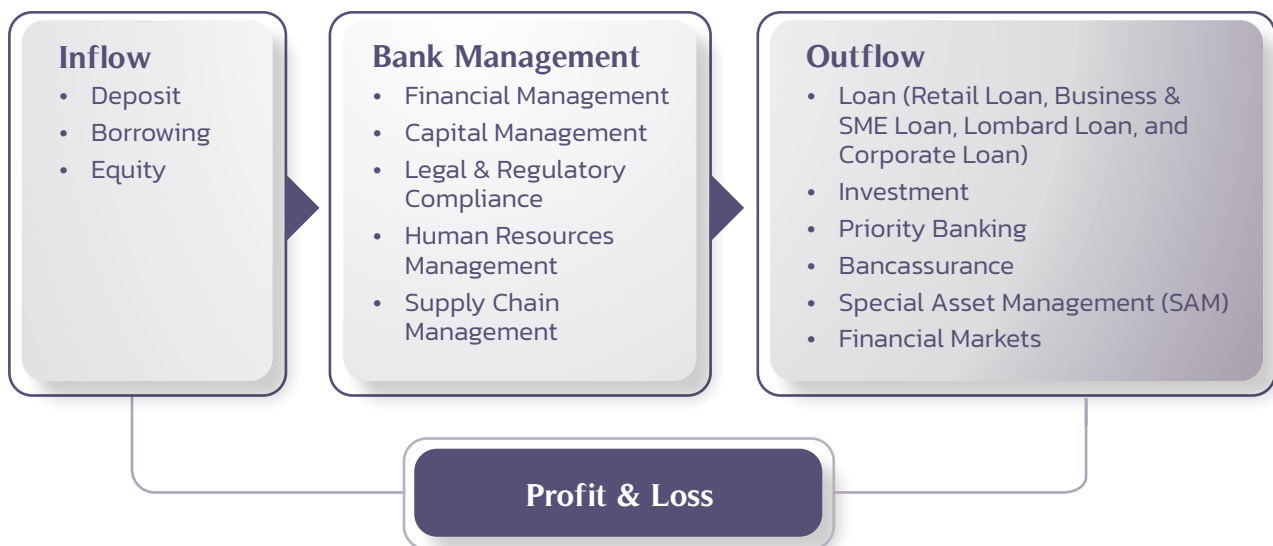 Inflow
• Deposit
• Borrowing
• Equity
Bank Management
• Financial Management
• Capital Management
• Legal & Regulatory
Compliance
• Human Resources
Management
• Supply Chain
Management
Outflow
• Loan (Retail Loan, Business &
SME Loan, Lombard Loan, and
Corporate Loan)
• Investment
• Priority Banking
• Bancassurance
• Special Asset Management (SAM)
• Financial Markets
Profit & Loss